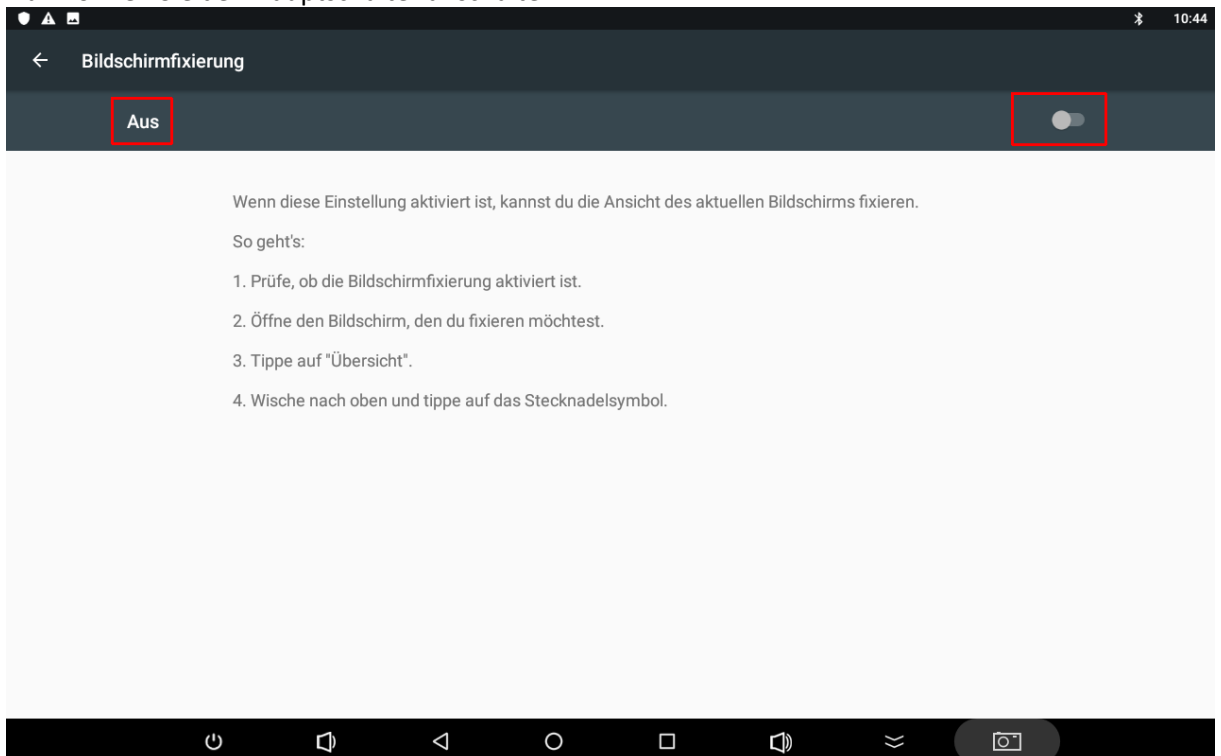 10:44
Bildschirmfixierung
Aus
Wenn diese Einstellung aktiviert ist, kannst du die Ansicht des aktuellen Bildschirms fixieren.
So geht's:
1. Prüfe, ob die Bildschirmfixierung aktiviert ist.
2. Öffne den Bildschirm, den du fixieren möchtest.
3. Tippe auf "Übersicht".
4. Wische nach oben und tippe auf das Stecknadelsymbol.